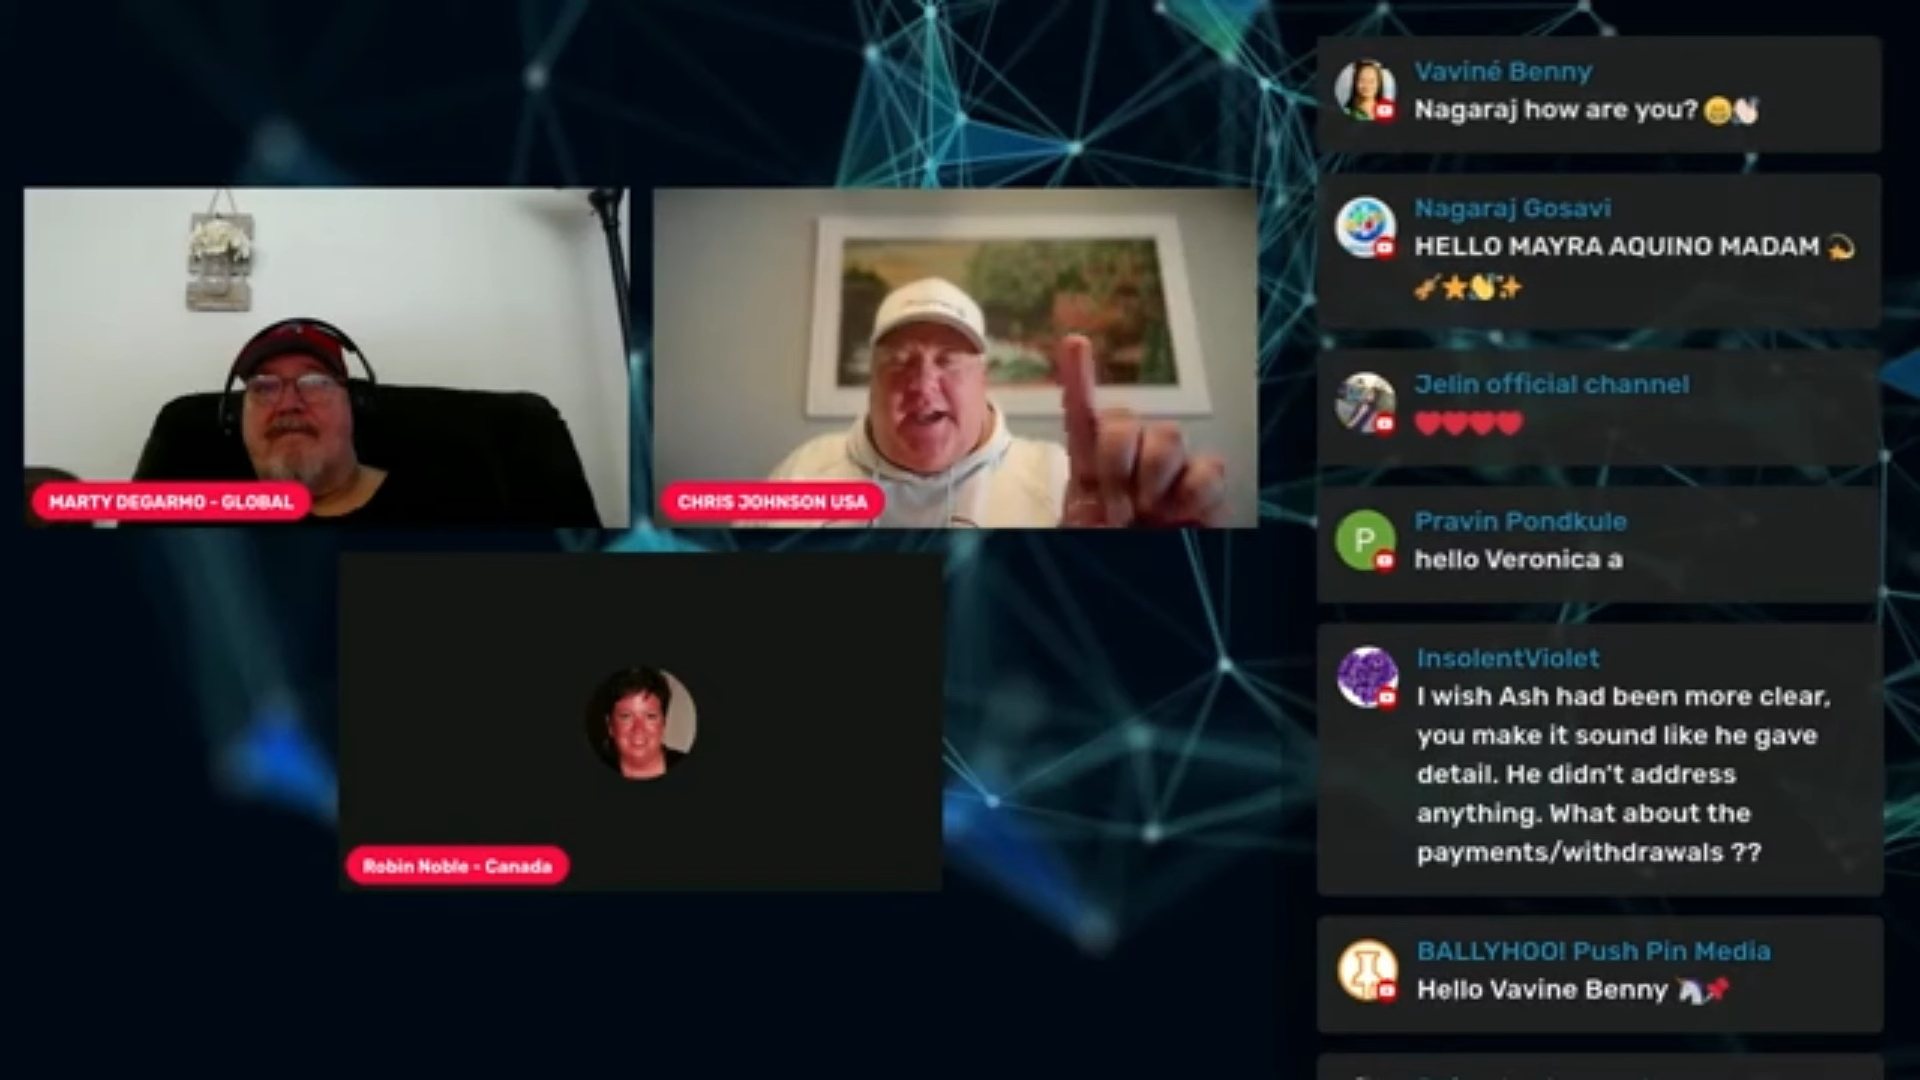 MARTY DEGARMO - GLOBAL
CHRIS JOHNSON USA
Robin Noble - Canada
Vaviné Benny
Nagaraj how are you? 😄👏🏻
Nagaraj Gosavi
HELLO MAYRA AQUINO MADAM 💫
🎻⭐👏✨
Jelin official channel
❤❤❤❤
P
Pravin Pondkule
hello Veronica a
InsolentViolet
I wish Ash had been more clear,
you make it sound like he gave
detail. He didn't address
anything. What about the
payments/withdrawals ??
BALLYHOO! Push Pin Media
Hello Vavine Benny 🦄📌